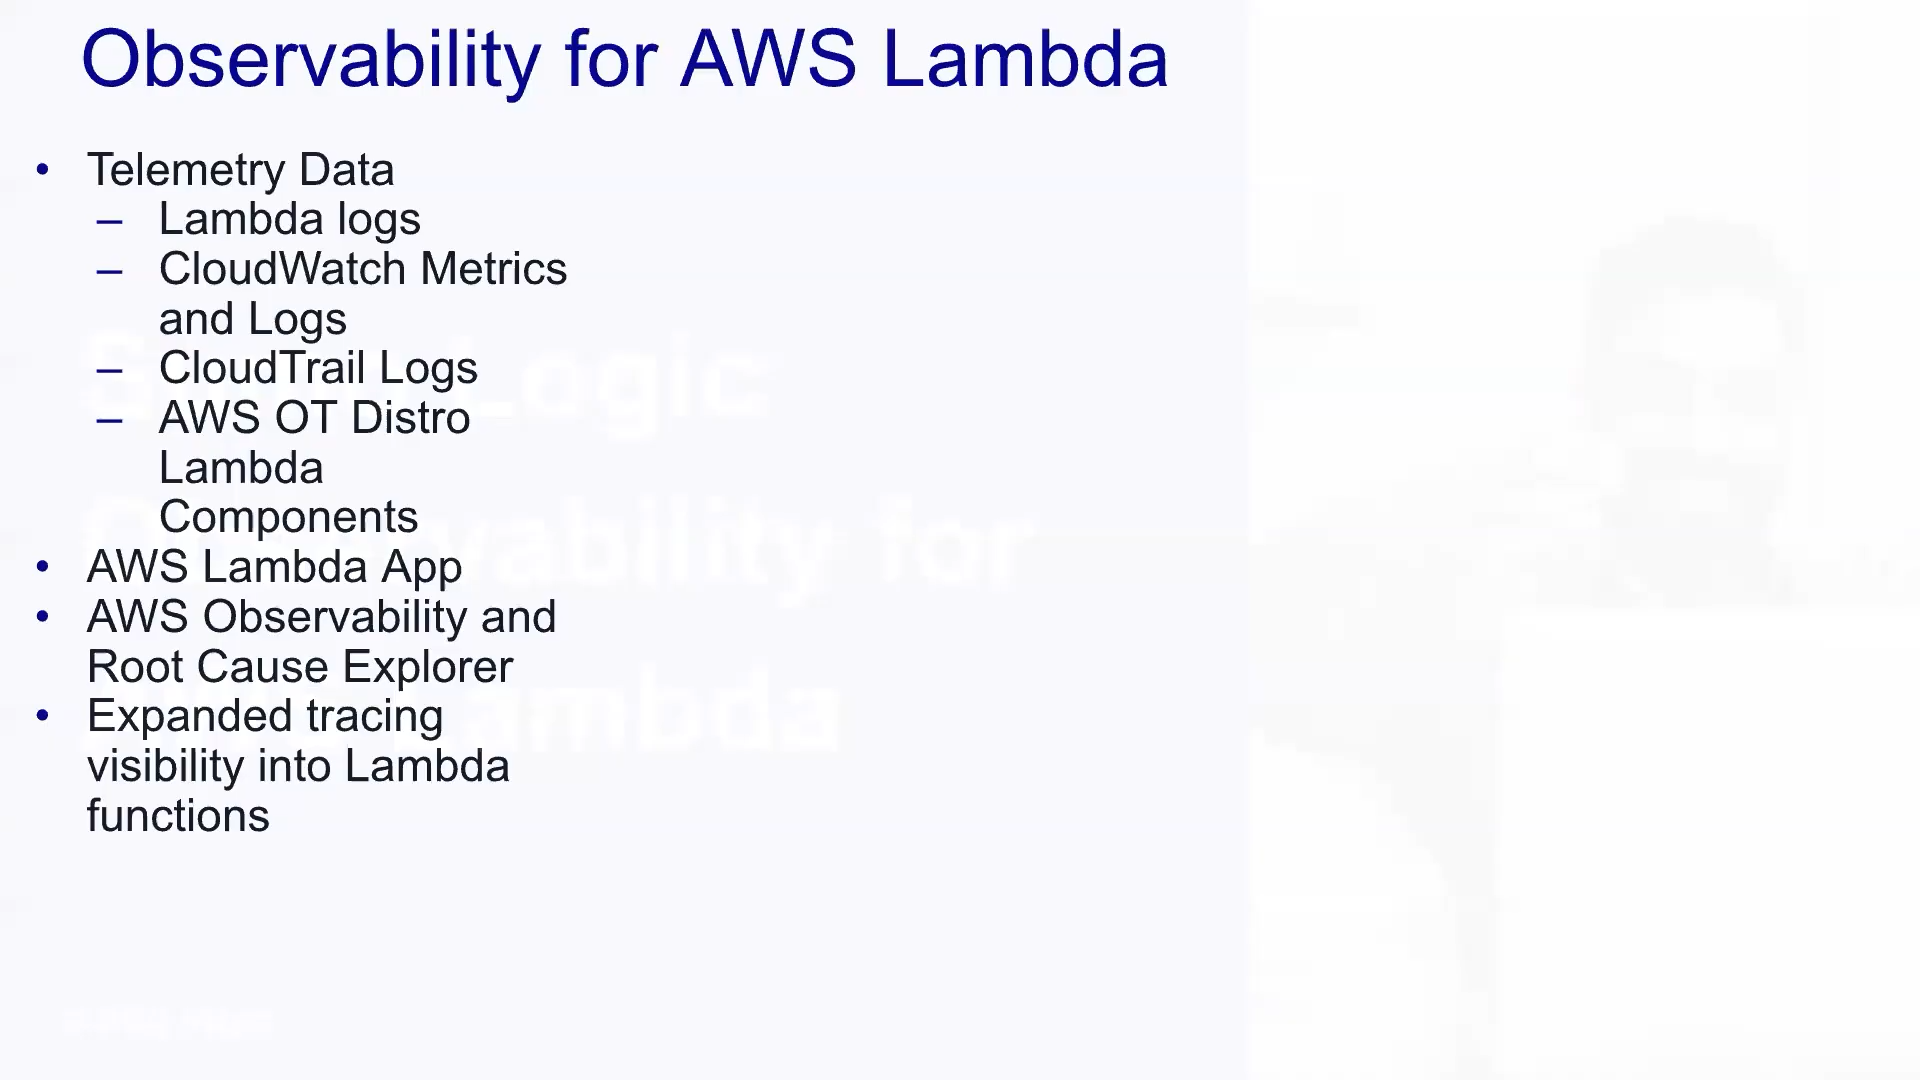 Observability for AWS Lambda
• Telemetry Data
– Lambda logs
– CloudWatch Metrics
and Logs
– CloudTrail Logs
– AWS OT Distro
Lambda
Components
• AWS Lambda App
• AWS Observability and
Root Cause Explorer
• Expanded tracing
visibility into Lambda
functions